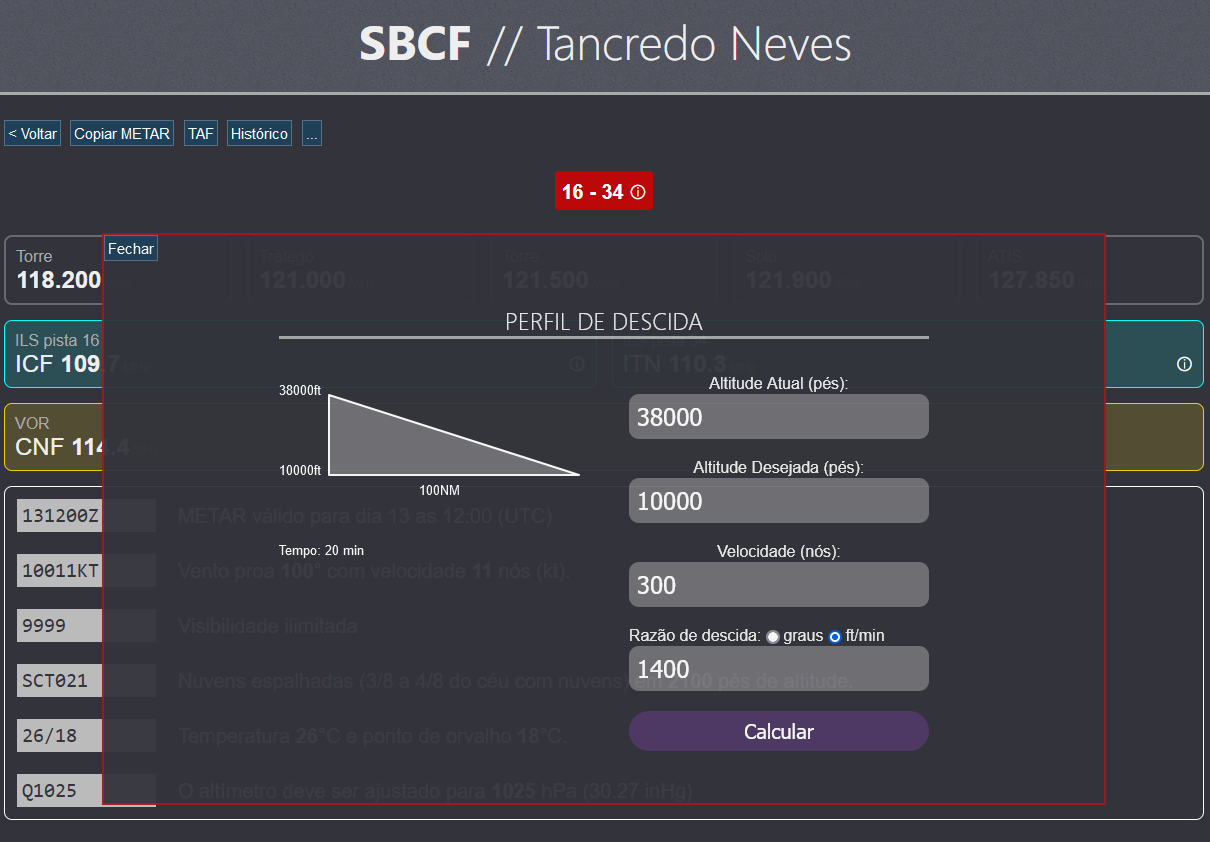 SBCF // Tancredo Neves
< Voltar Copiar METAR TAF Histórico ...
16 - 34
Fechar
Torre Tráfego Torre Solo ATIS
118.200 121.000 121.500 121.900 127.850
PERFIL DE DESCIDA
ILS pista 16
ICF 109.7 ITN 110.3
38000ft
10000ft
100NM
Tempo: 20 min
Altitude Atual (pés):
38000
Altitude Desejada (pés):
10000
Velocidade (nós):
300
Razão de descida: graus ft/min
1400
Calcular
VOR
CNF 114.4
131200Z METAR válido para dia 13 as 12:00 (UTC)
10011KT Vento proa 100° com velocidade 11 nós (kt).
9999 Visibilidade ilimitada
SCT021 Nuvens espalhadas (3/8 a 4/8 do céu com nuvens) em 2100 pés de altitude.
26/18 Temperatura 26°C e ponto de orvalho 18°C.
Q1025 O altímetro deve ser ajustado para 1025 hPa (30.27 inHg)